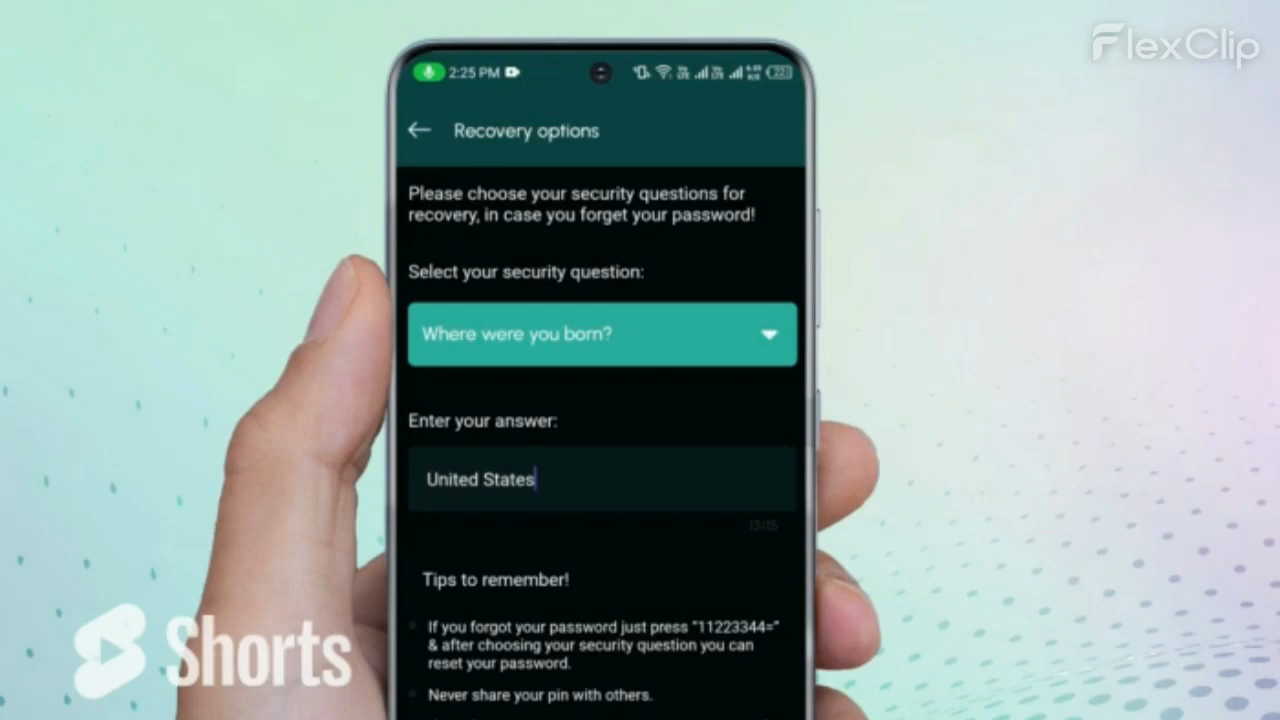 FlexClip
2:25 PM
22
Recovery options
Please choose your security questions for
recovery, in case you forget your password!
Select your security question:
Where were you born?
Enter your answer:
United States
13/15
Tips to remember!
If you forgot your password just press "11223344="
& after choosing your security question you can
reset your password.
Never share your pin with others.
Shorts